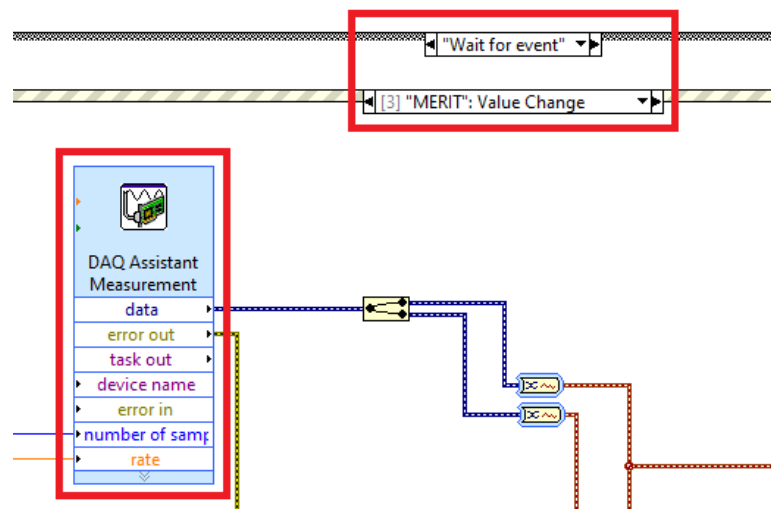 "Wait for event"
[3] "MERIT": Value Change
DAQ Assistant
Measurement
data
error out
task out
device name
error in
number of samp
rate